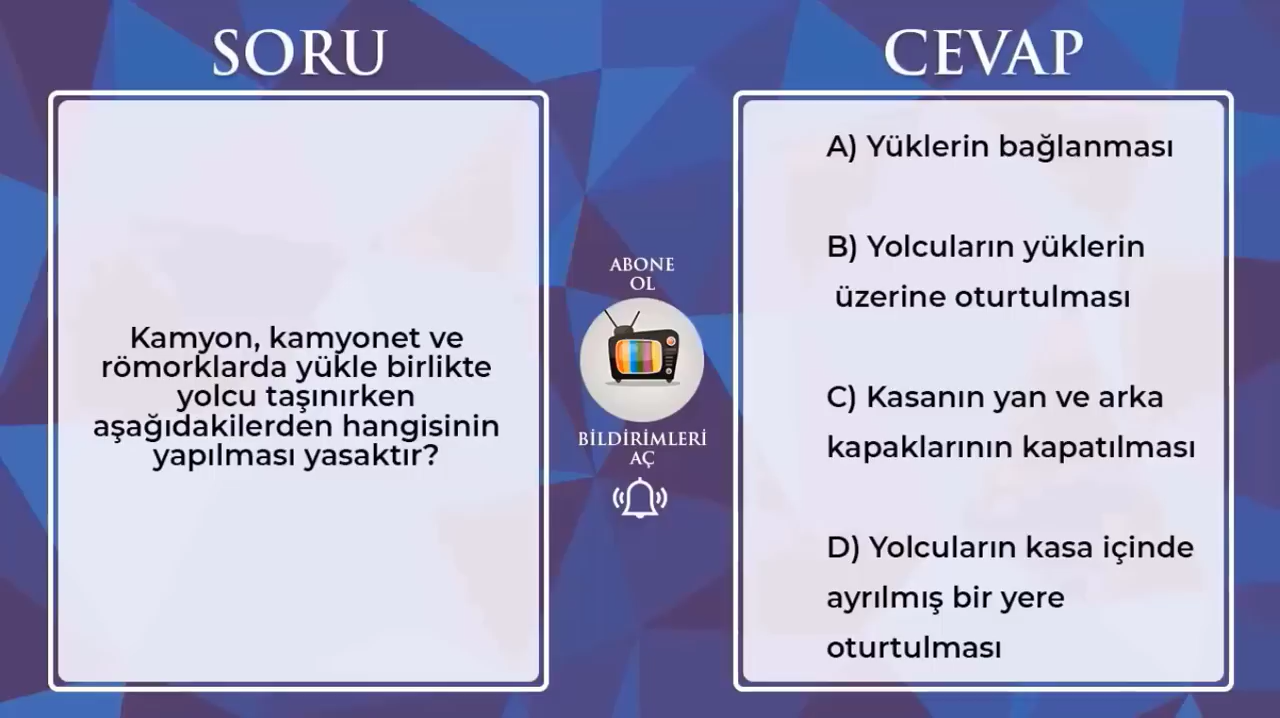 SORU
Kamyon, kamyonet ve
römorklarda yükle birlikte
yolcu taşınırken
aşağıdakilerden hangisinin
yapılması yasaktır?
ABONE
OL
BİLDİRİMLERİ
AÇ
CEVAP
A) Yüklerin bağlanması
B) Yolcuların yüklerin
üzerine oturtulması
C) Kasanın yan ve arka
kapaklarının kapatılması
D) Yolcuların kasa içinde
ayrılmış bir yere
oturtulması